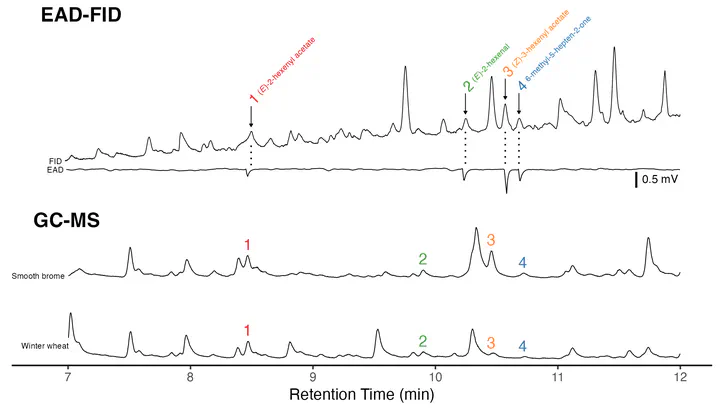 EAD-FID
1 (E)-2-hexenyl acetate
2 (E)-2-hexenal
3 (Z)-3-hexenyl acetate
4 6-methyl-5-hepten-2-one
FID
EAD
0.5 mV
GC-MS
1
2
3
4
Smooth brome
1
2
3
4
Winter wheat
7 8 9 10 11 12
Retention Time (min)